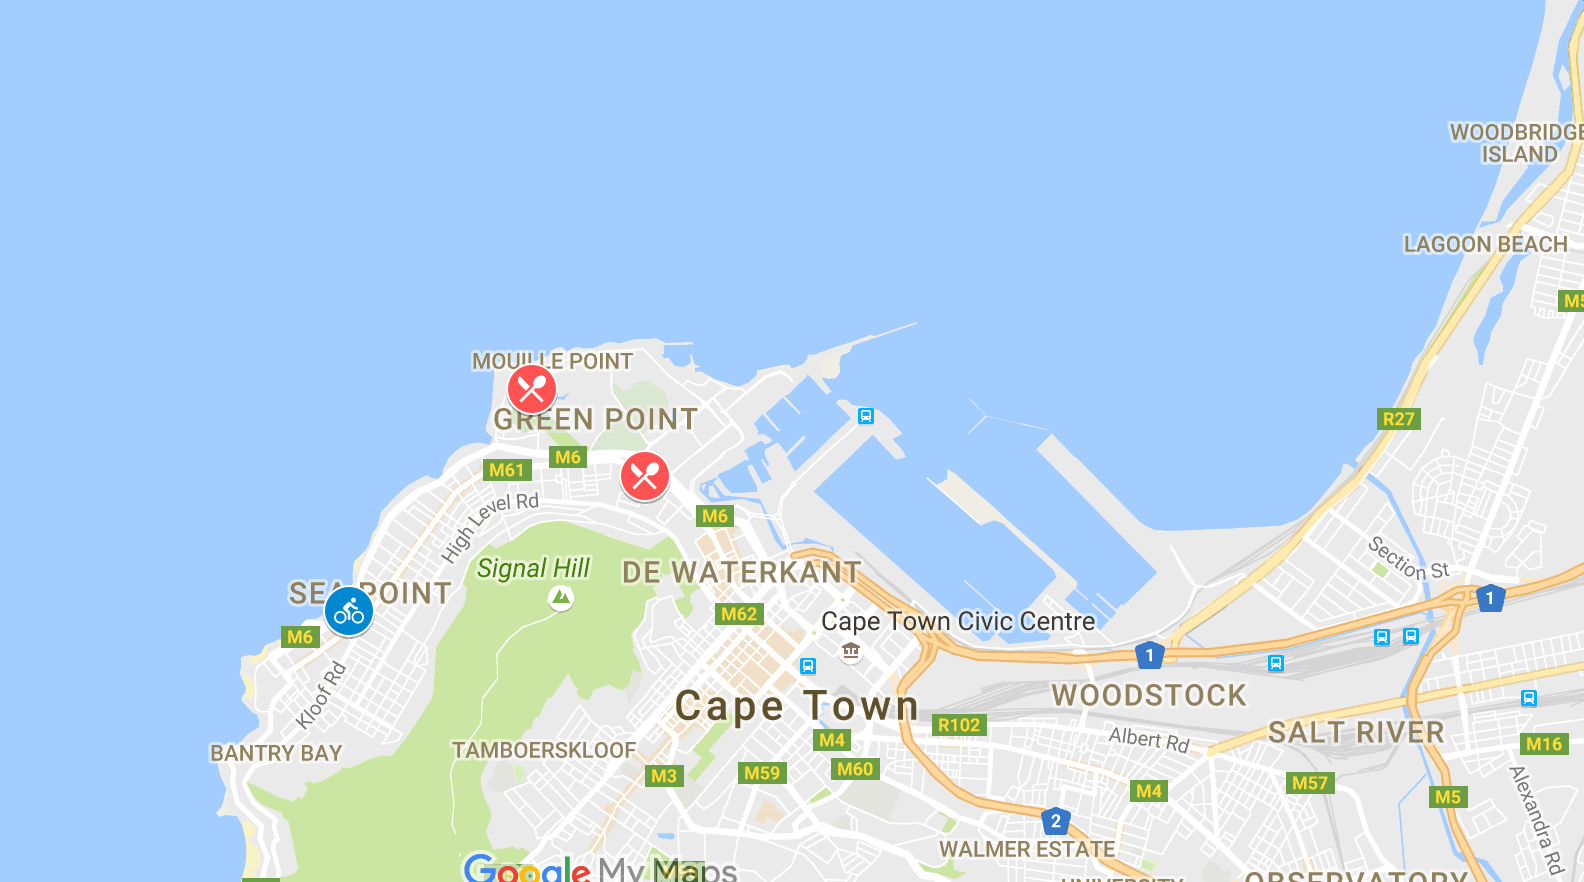 WOODBRIDGE
ISLAND
LAGOON BEACH
M5
MOUILLE POINT
GREEN POINT
R27
M6
M61
High Level Rd
M6
Signal Hill
DE WATERKANT
Section St
SEA POINT
1
M62
Cape Town Civic Centre
M6
1
Kloof Rd
WOODSTOCK
Cape Town
R102
SALT RIVER
Albert Rd
M4
M16
BANTRY BAY
TAMBOERSKLOOF
M3
M59
M60
M57
M4
M5
Alexandra Rd
2
WALMER ESTATE
Google My Maps
UNIVERSITY
OBSERVATORY